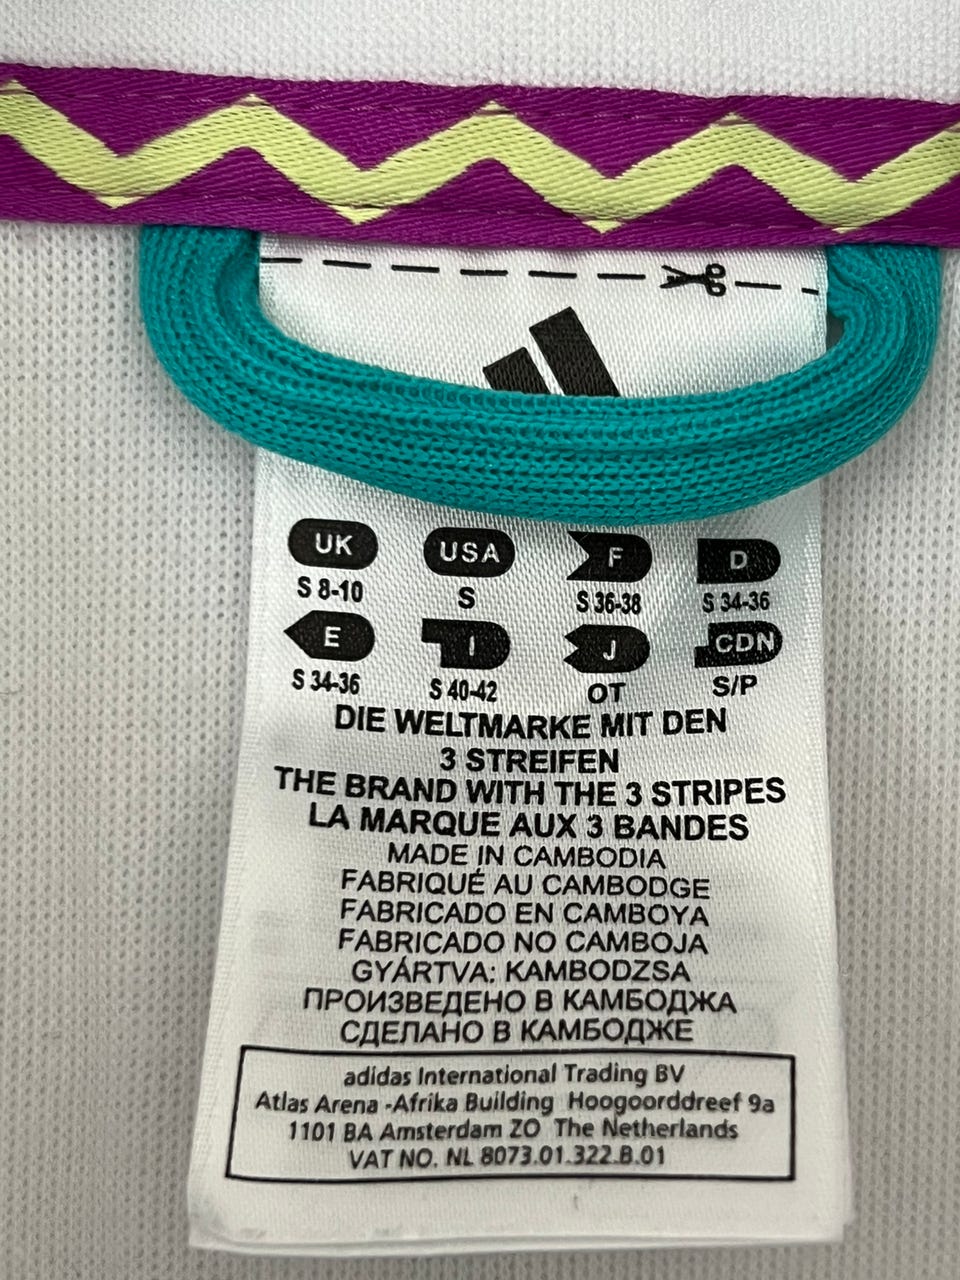 UK USA F D
S 8-10 S S 36-38 S 34-36
E I J CDN
S 34-36 S 40-42 OT S/P
DIE WELTMARKE MIT DEN
3 STREIFEN
THE BRAND WITH THE 3 STRIPES
LA MARQUE AUX 3 BANDES
MADE IN CAMBODIA
FABRIQUÉ AU CAMBODGE
FABRICADO EN CAMBOYA
FABRICADO NO CAMBOJA
GYÁRTVA: KAMBODZSA
ПРОИЗВЕДЕНО В КАМБОДЖА
СДЕЛАНО В КАМБОДЖЕ
adidas International Trading BV
Atlas Arena -Afrika Building Hoogoorddreef 9a
1101 BA Amsterdam ZO The Netherlands
VAT NO. NL 8073.01.322.B.01